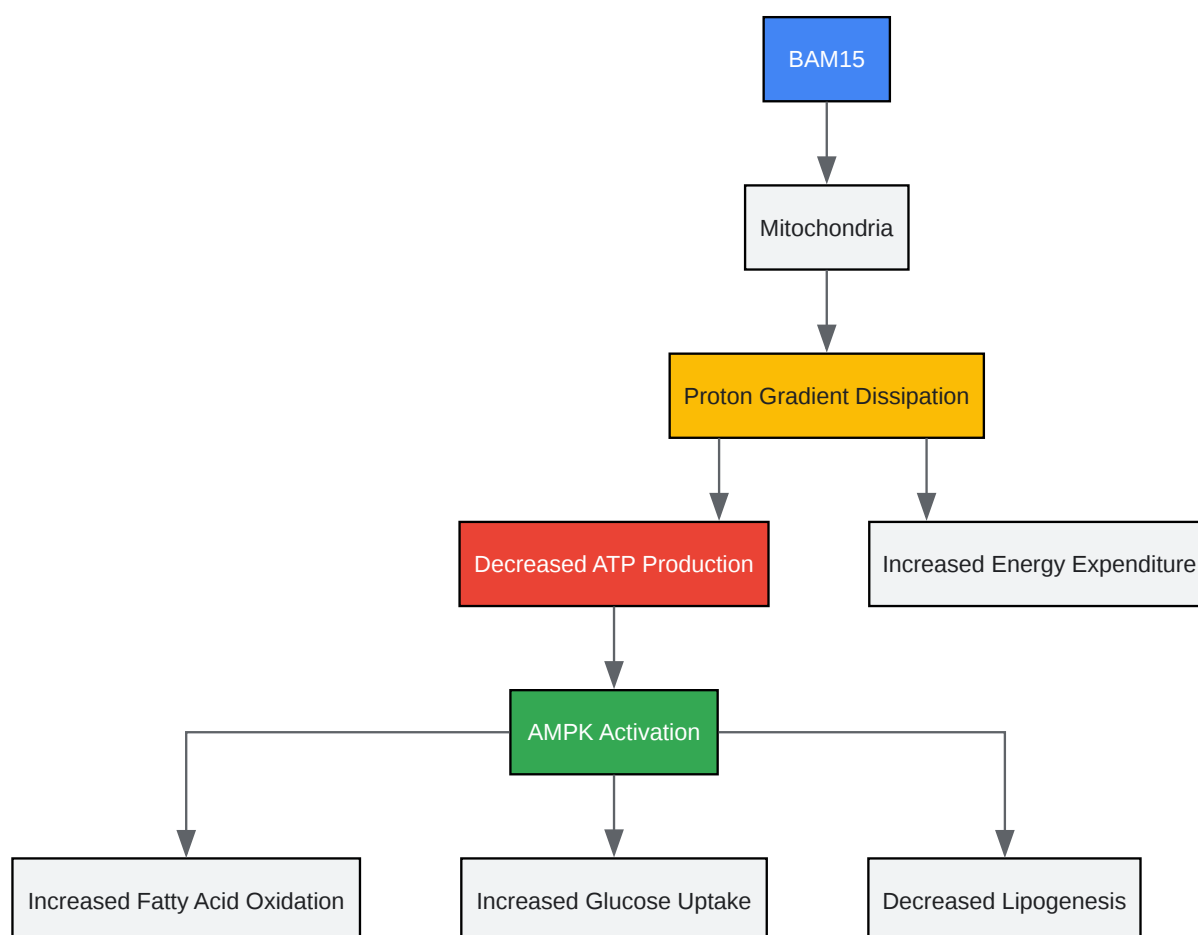 BAM15
Mitochondria
Proton Gradient Dissipation
Decreased ATP Production
Increased Energy Expenditure
AMPK Activation
Increased Fatty Acid Oxidation
Increased Glucose Uptake
Decreased Lipogenesis